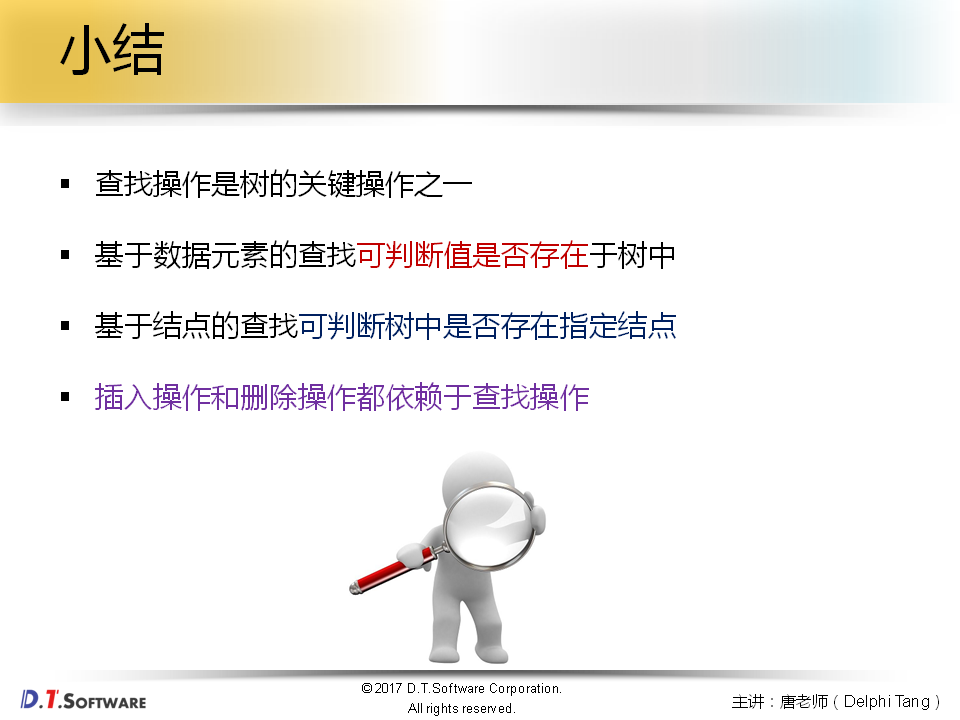 小结
查找操作是树的关键操作之一
基于数据元素的查找可判断值是否存在于树中
基于结点的查找可判断树中是否存在指定结点
插入操作和删除操作都依赖于查找操作
D.T.SOFTWARE
©2017 D.T.Software Corporation.
All rights reserved.
主讲：唐老师（Delphi Tang）